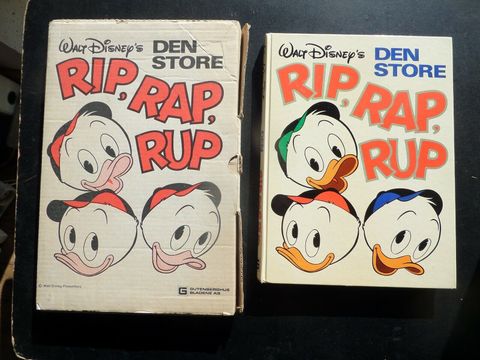 Walt Disney's DEN
STORE
RIP,
RAP,
RUP
© Walt Disney Productions
G GUTENBERGHUS
BLADENE AS
Walt Disney's DEN
STORE
RIP,
RAP,
RUP